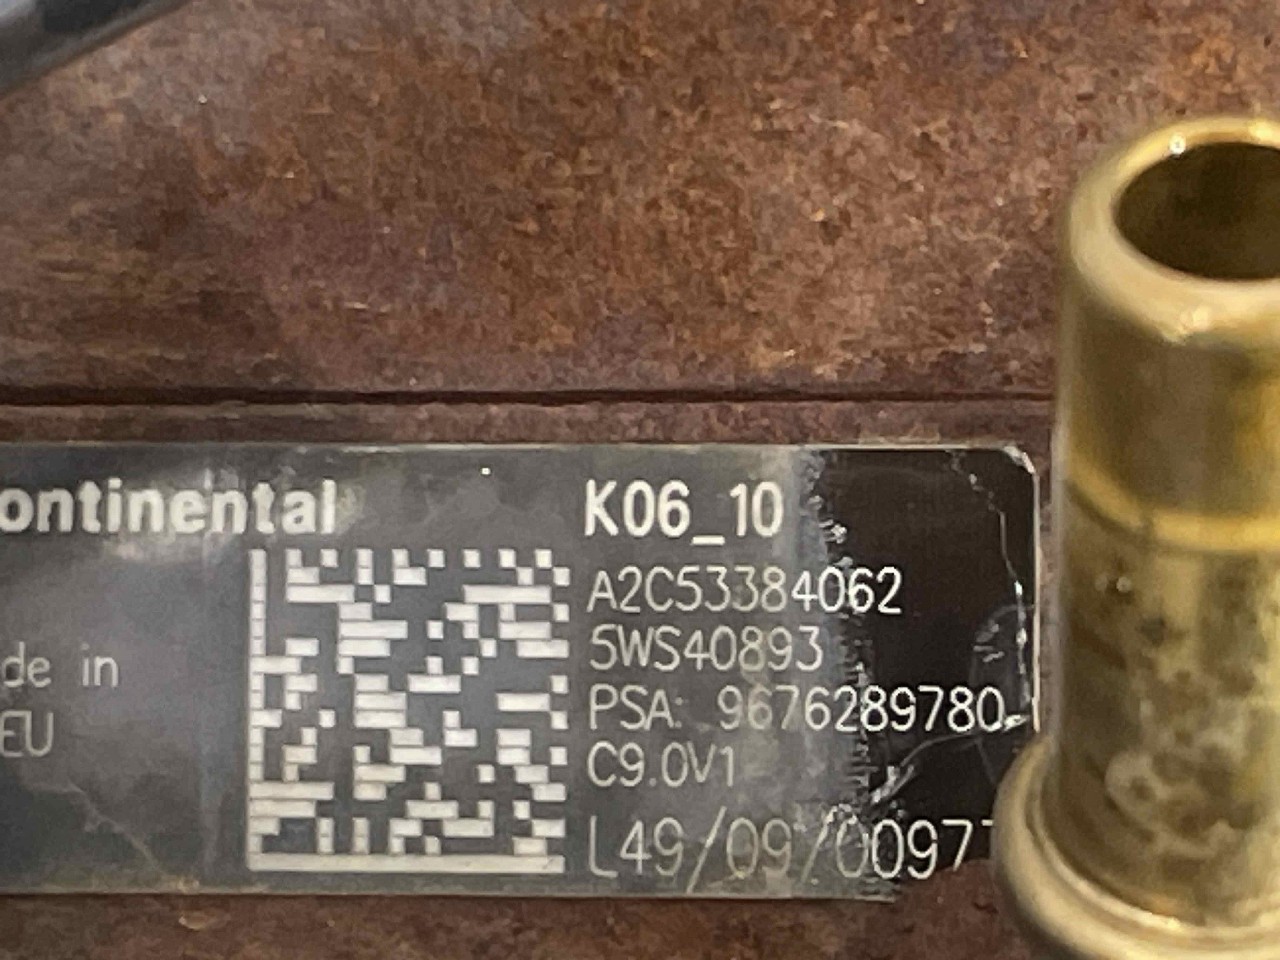 ontinental
K06_10
A2C53384062
5WS40893
de in
PSA: 9676289780
EU
C9.0V1
L49/09/0097